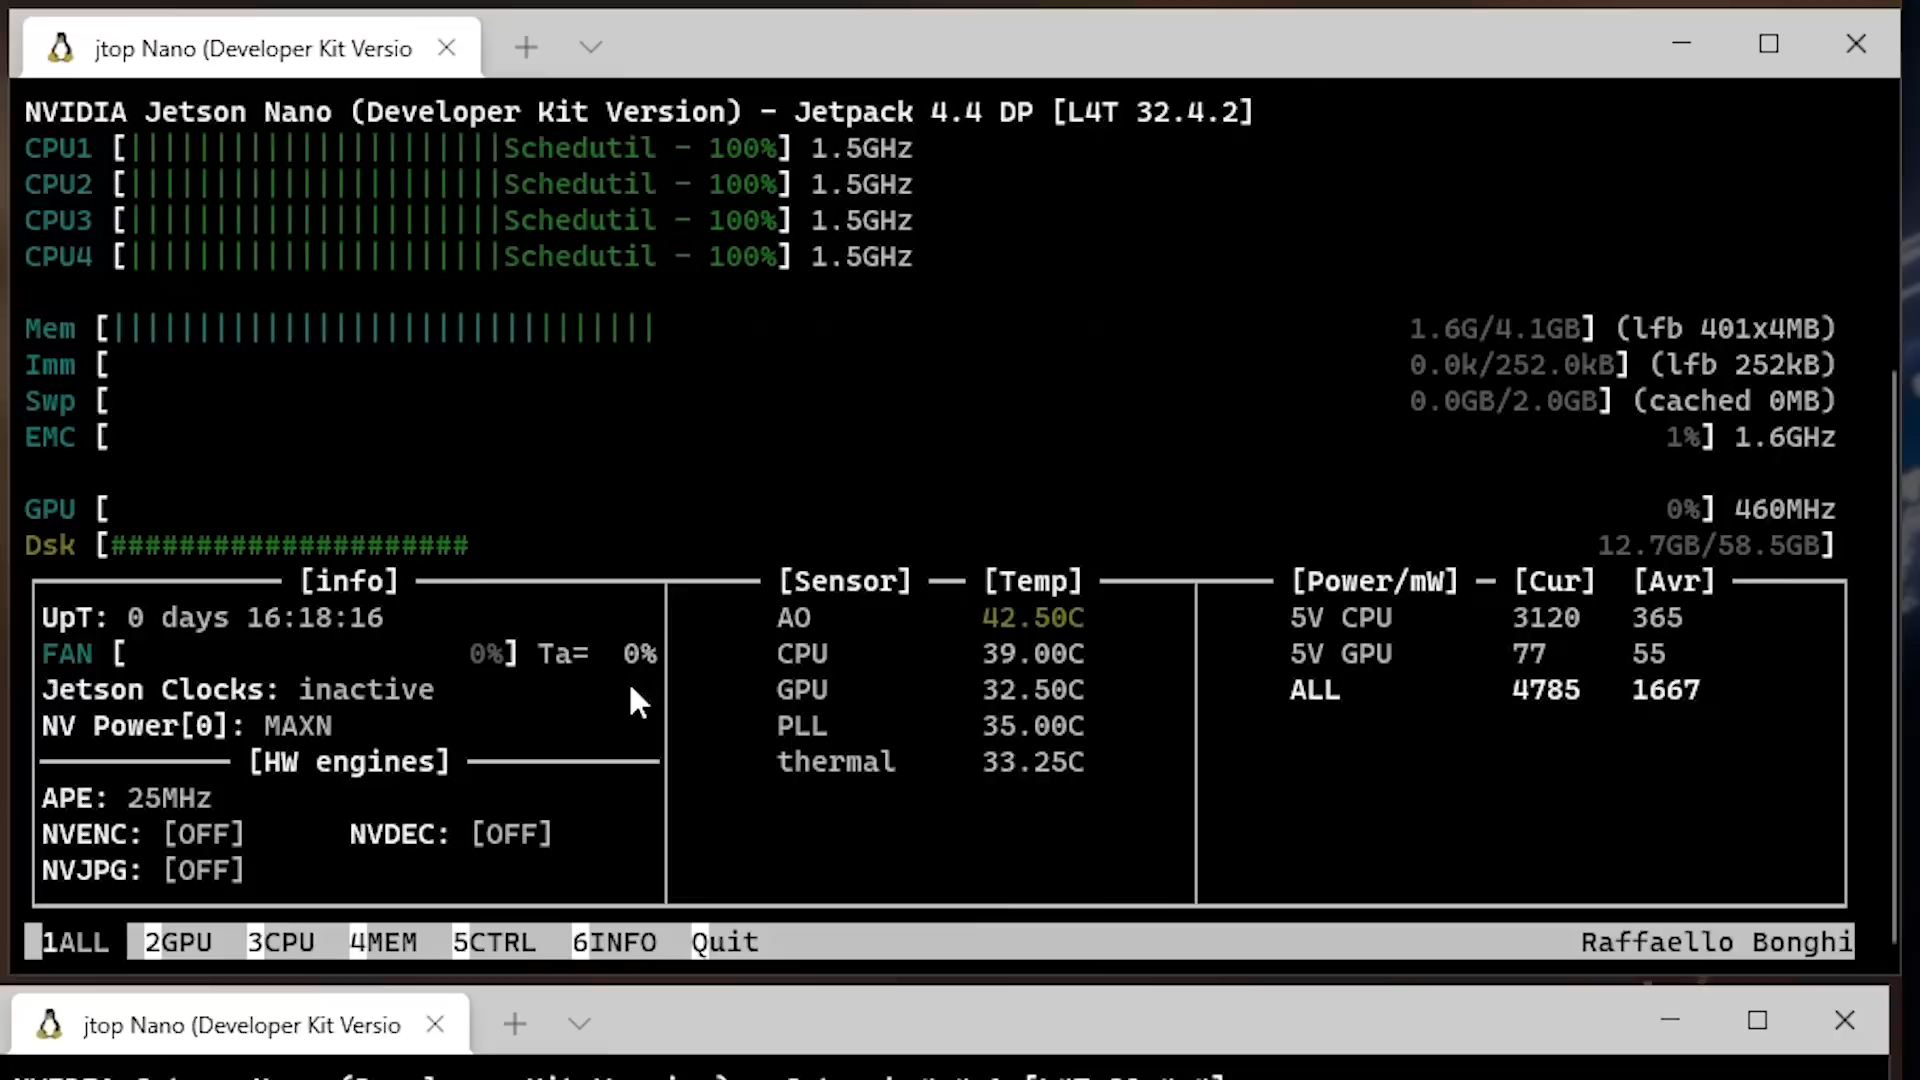 jtop Nano (Developer Kit Versio
NVIDIA Jetson Nano (Developer Kit Version) - Jetpack 4.4 DP [L4T 32.4.2]
CPU1 [||||||||||||||||||||||Schedutil - 100%] 1.5GHz
CPU2 [||||||||||||||||||||||Schedutil - 100%] 1.5GHz
CPU3 [||||||||||||||||||||||Schedutil - 100%] 1.5GHz
CPU4 [||||||||||||||||||||||Schedutil - 100%] 1.5GHz
Mem [|||||||||||||||||||||||||||||||| 1.6G/4.1GB] (lfb 401x4MB)
Imm [ 0.0k/252.0kB] (lfb 252kB)
Swp [ 0.0GB/2.0GB] (cached 0MB)
EMC [ 1%] 1.6GHz
GPU [ 0%] 460MHz
Dsk [##################### 12.7GB/58.5GB]
[info] [Sensor] [Temp] [Power/mW] [Cur] [Avr]
UpT: 0 days 16:18:16 AO 42.50C 5V CPU 3120 365
FAN [ 0%] Ta= 0% CPU 39.00C 5V GPU 77 55
Jetson Clocks: inactive GPU 32.50C ALL 4785 1667
NV Power[0]: MAXN PLL 35.00C
[HW engines] thermal 33.25C
APE: 25MHz
NVENC: [OFF] NVDEC: [OFF]
NVJPG: [OFF]
1ALL 2GPU 3CPU 4MEM 5CTRL 6INFO Quit Raffaello Bonghi
jtop Nano (Developer Kit Versio